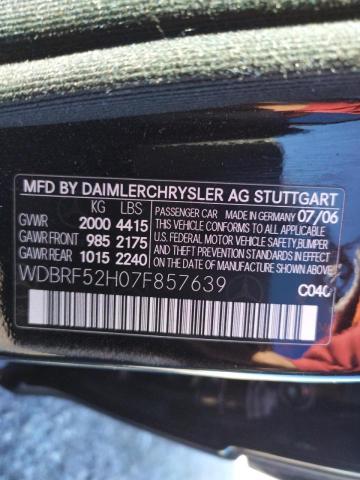 MFD BY DAIMLERCHRYSLER AG STUTTGART
KG LBS
GVWR 2000 4415
GAWR FRONT 985 2175
GAWR REAR 1015 2240
PASSENGER CAR MADE IN GERMANY 07/06
THIS VEHICLE CONFORMS TO ALL
APPLICABLE U.S. FEDERAL
MOTOR VEHICLE SAFETY, BUMPER
AND THEFT PREVENTION
STANDARDS IN EFFECT ON THE
DATE OF MANUFACTURE
SHOWN ABOVE
WDBRF52H07F857639
C040